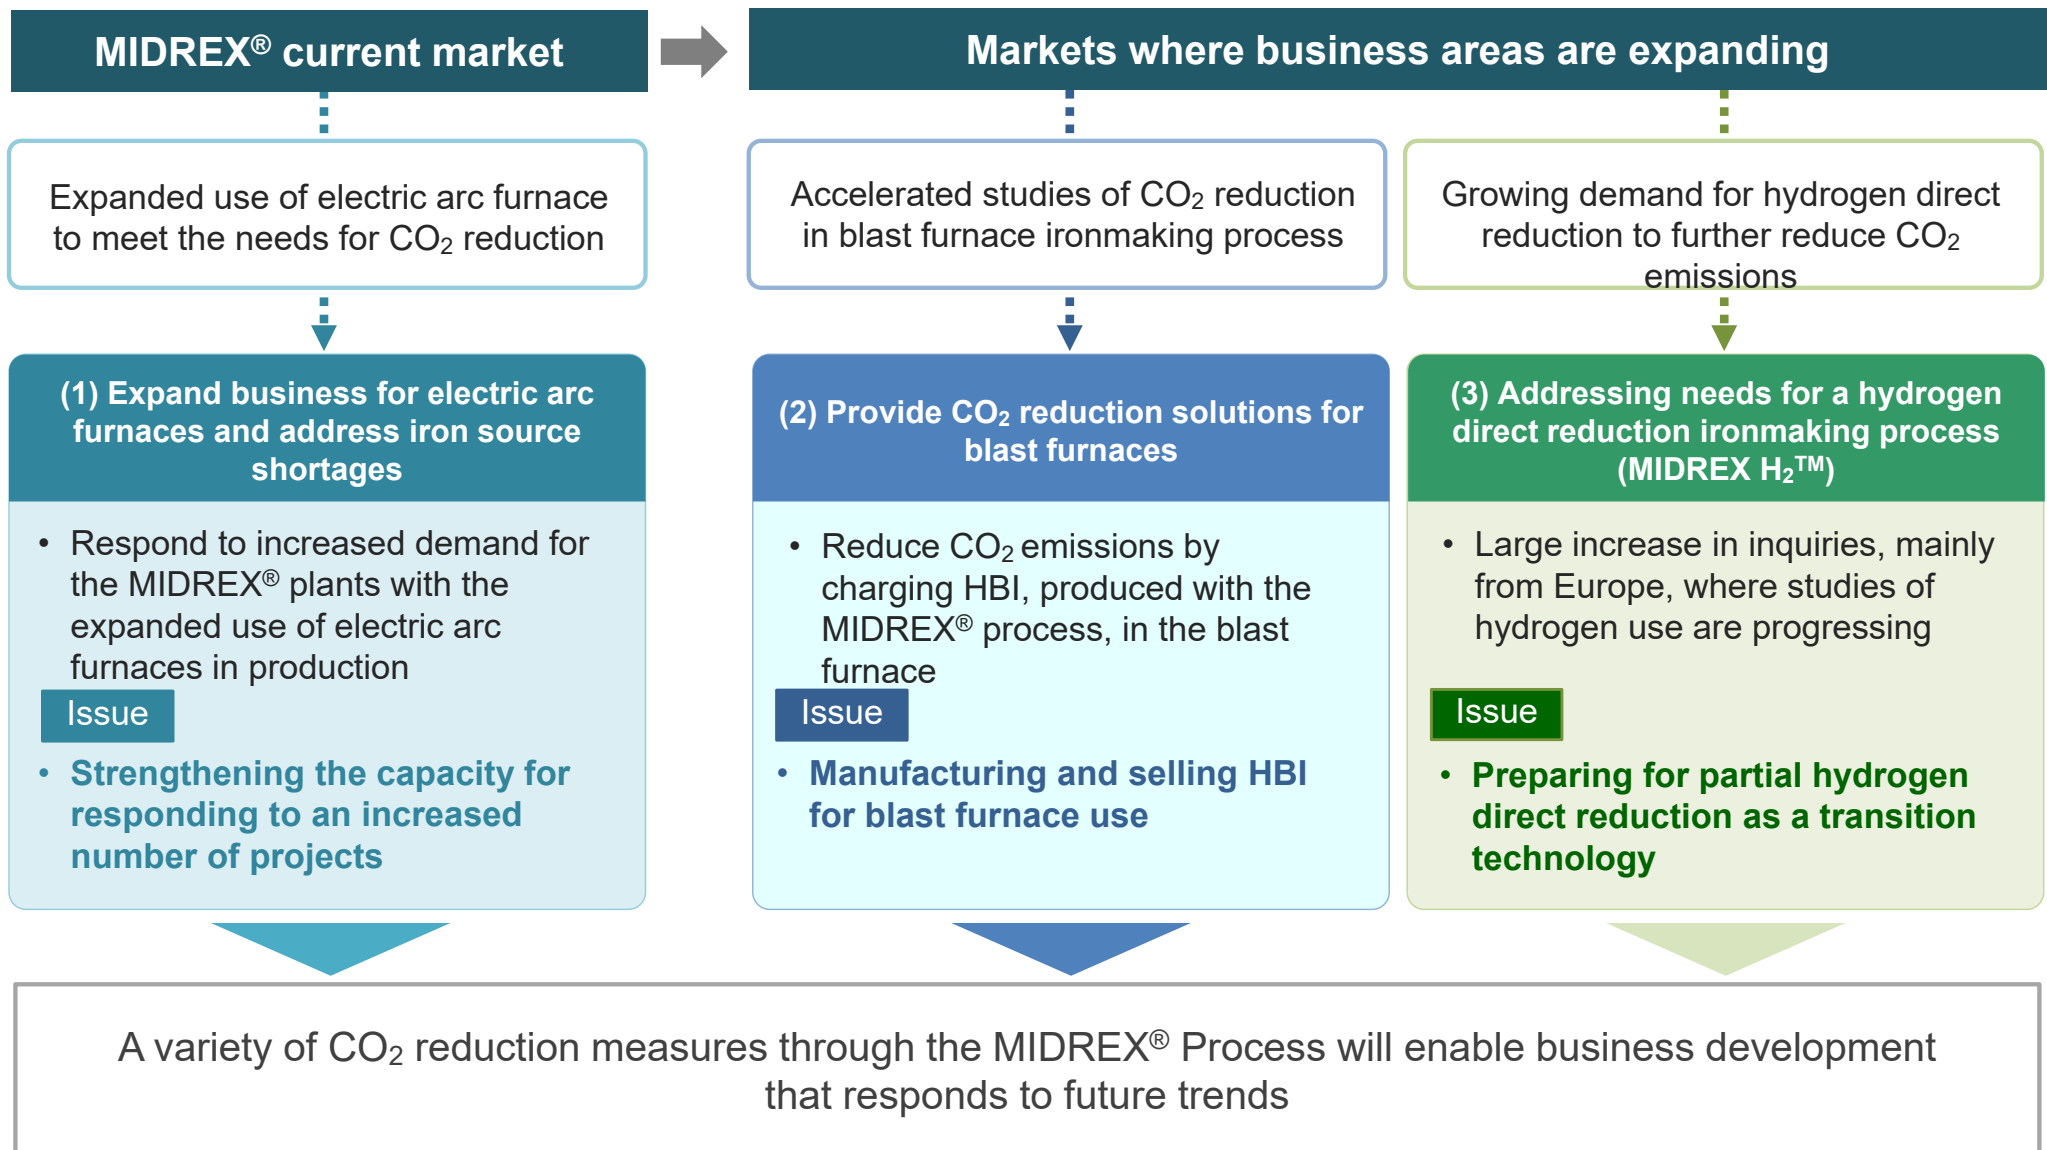 MIDREX® current market
Markets where business areas are expanding
Expanded use of electric arc furnace
to meet the needs for CO₂ reduction
Accelerated studies of CO₂ reduction
in blast furnace ironmaking process
Growing demand for hydrogen direct
reduction to further reduce CO₂
emissions
(1) Expand business for electric arc
furnaces and address iron source
shortages
• Respond to increased demand for
the MIDREX® plants with the
expanded use of electric arc
furnaces in production
Issue
• Strengthening the capacity for
responding to an increased
number of projects
(2) Provide CO₂ reduction solutions for
blast furnaces
• Reduce CO₂ emissions by
charging HBI, produced with the
MIDREX® process, in the blast
furnace
Issue
• Manufacturing and selling HBI
for blast furnace use
(3) Addressing needs for a hydrogen
direct reduction ironmaking process
(MIDREX H₂™)
• Large increase in inquiries, mainly
from Europe, where studies of
hydrogen use are progressing
Issue
• Preparing for partial hydrogen
direct reduction as a transition
technology
A variety of CO₂ reduction measures through the MIDREX® Process will enable business development
that responds to future trends